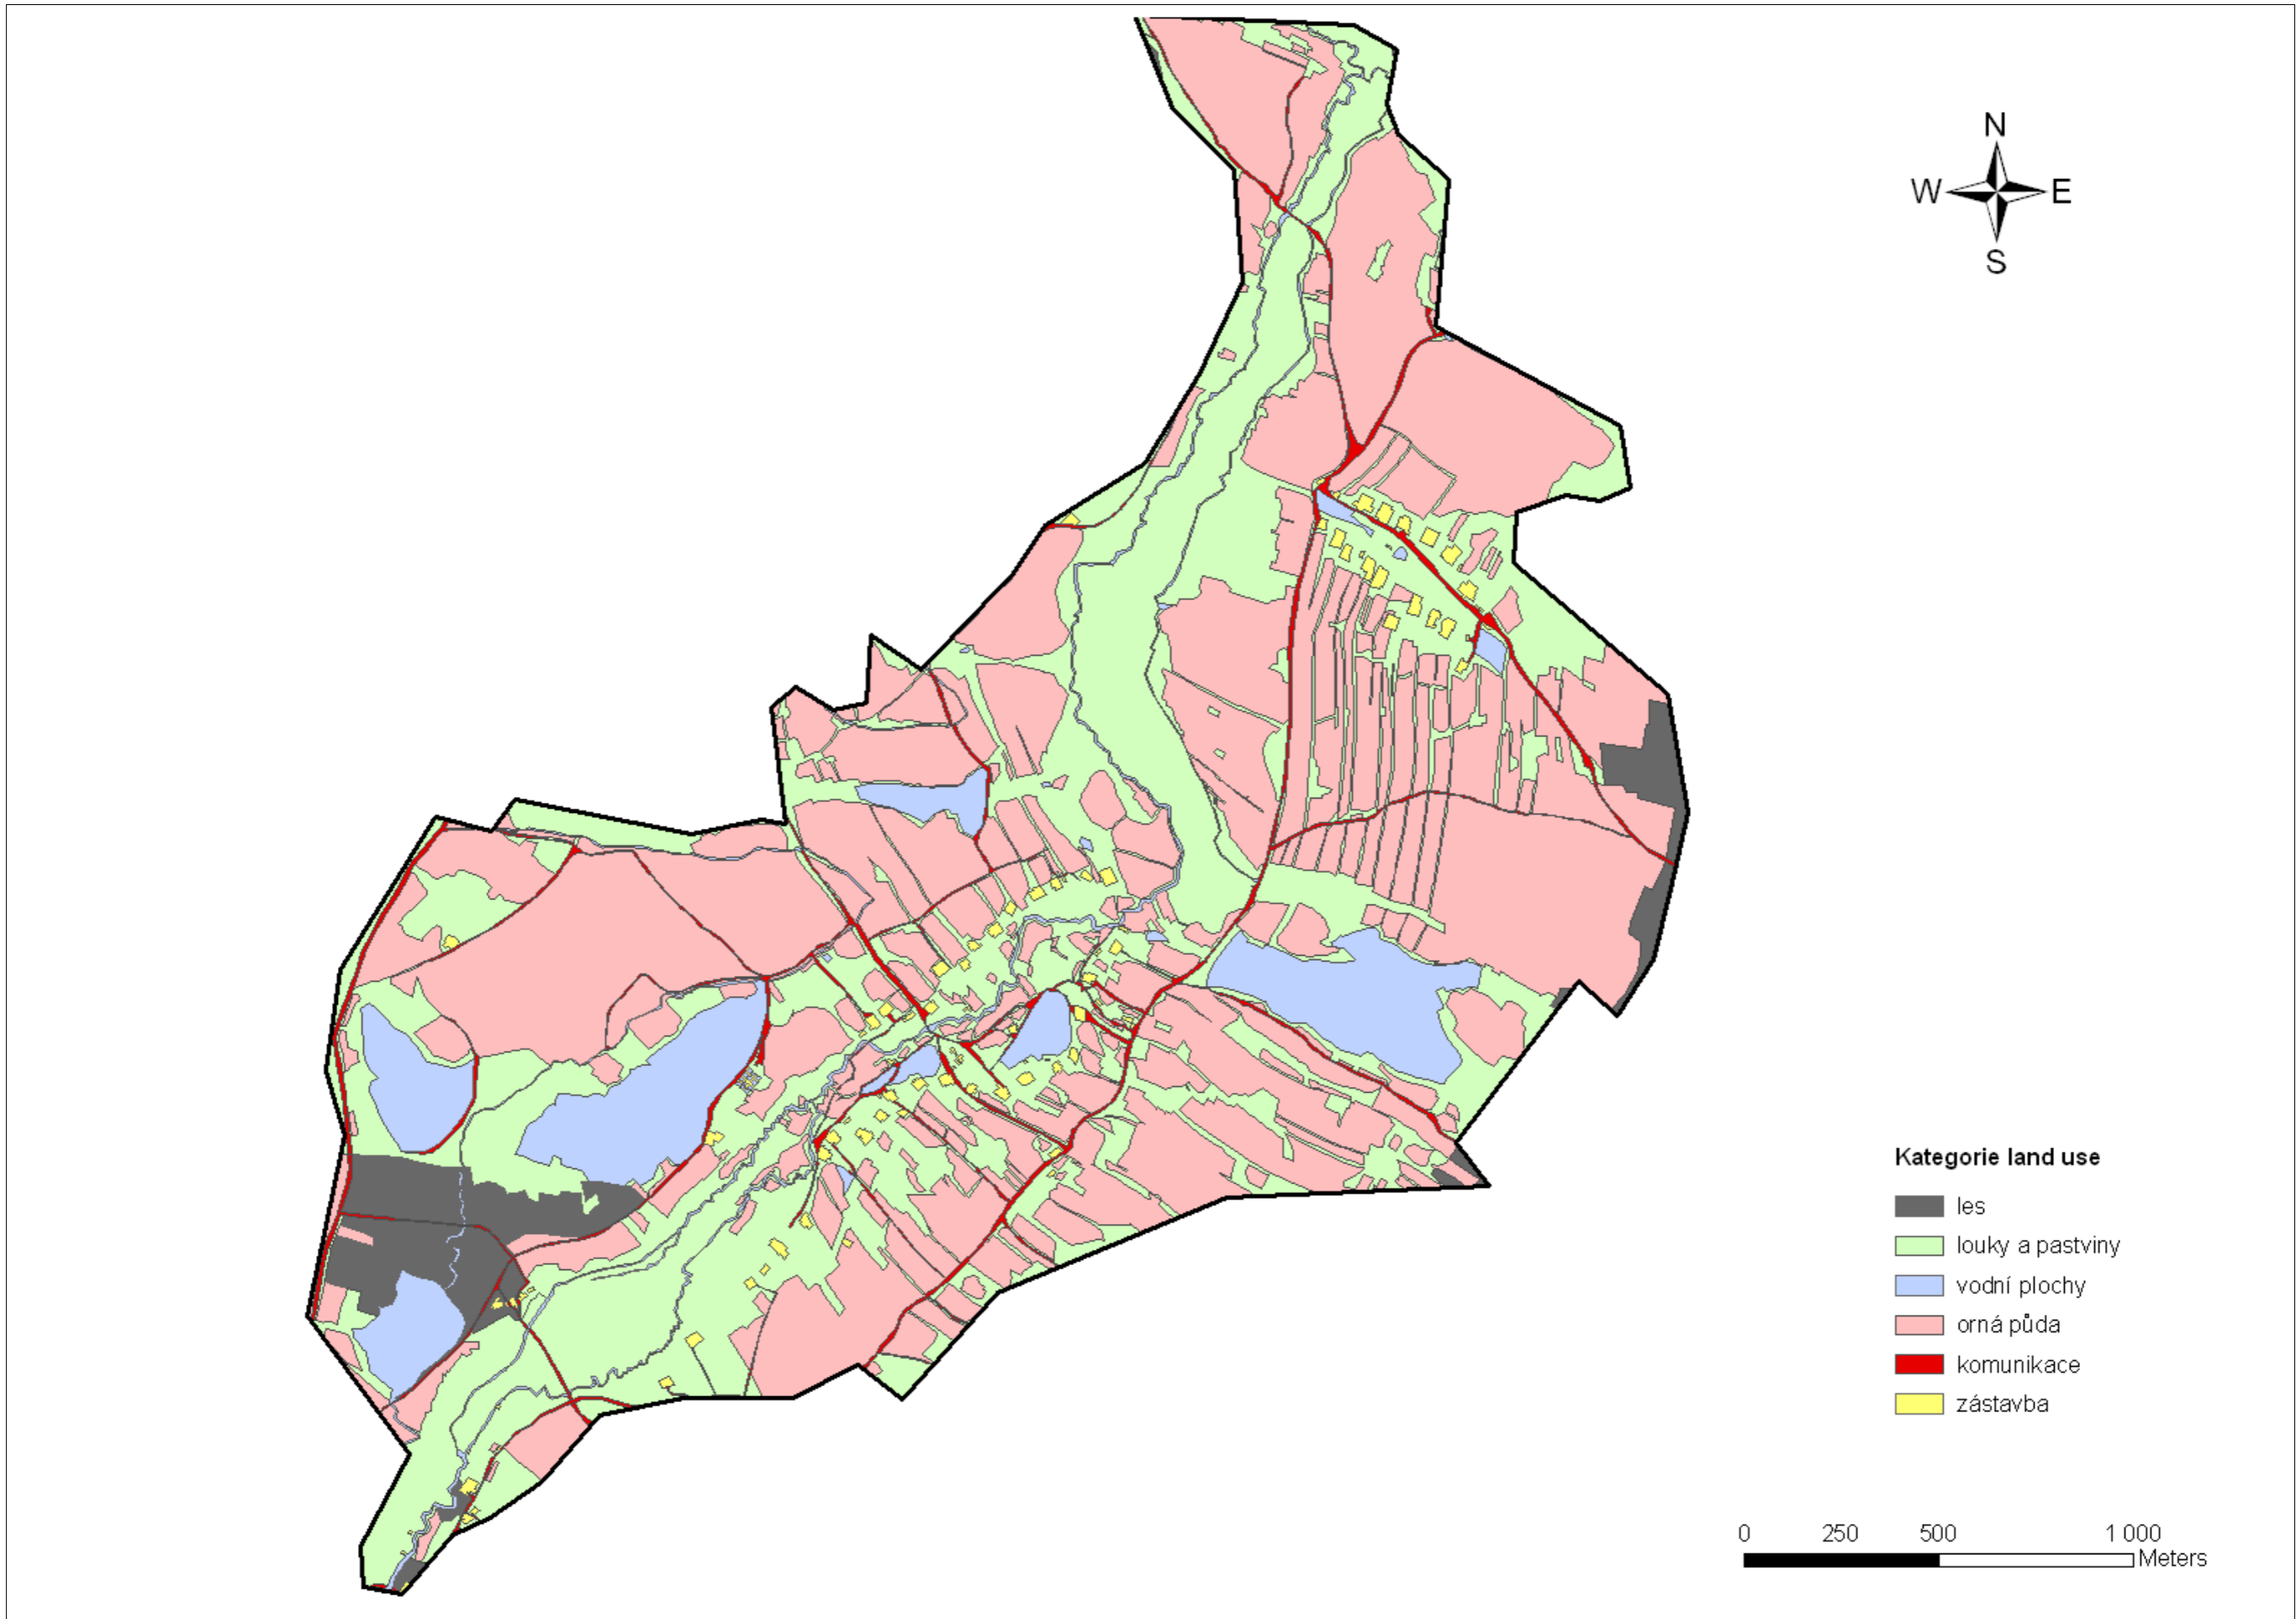 N
W E
S
Kategorie land use
les
louky a pastviny
vodní plochy
orná půda
komunikace
zástavba
0 250 500 1 000
Meters